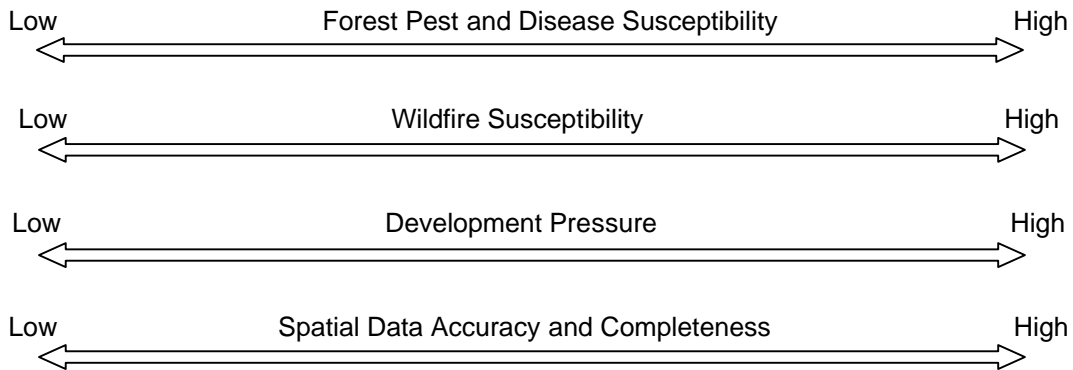 Low Forest Pest and Disease Susceptibility High
Low Wildfire Susceptibility High
Low Development Pressure High
Low Spatial Data Accuracy and Completeness High